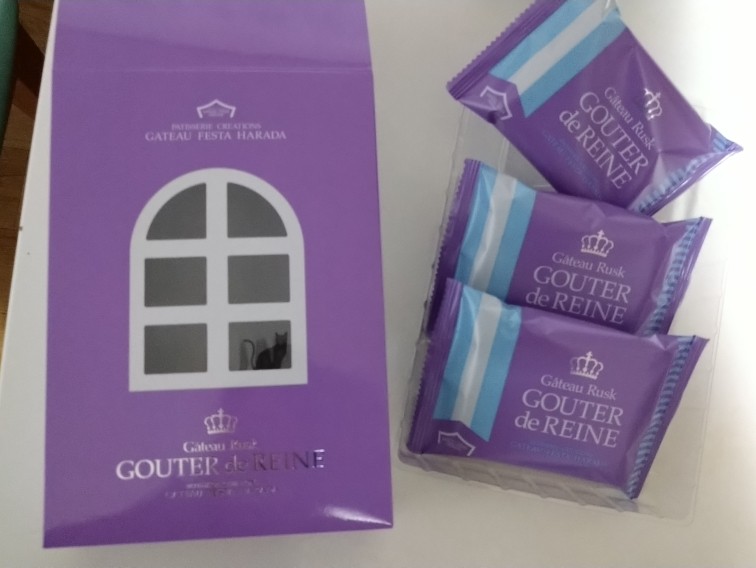 PATISSERIE CREATIONS
GATEAU FESTA HARADA
Gâteau Rusk
GOUTER de REINE
Gâteau Rusk
GOUTER
de REINE
Gâteau Rusk
GOUTER
de REINE
Gâteau Rusk
GOUTER
de REINE